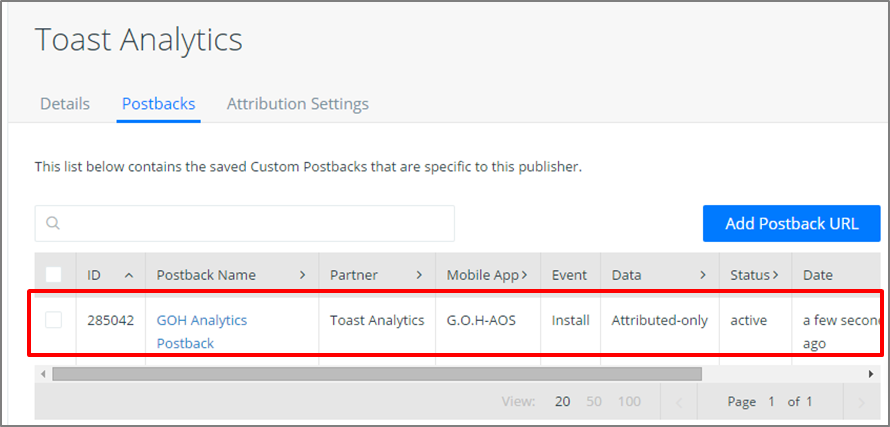 Toast Analytics
Details Postbacks Attribution Settings
This list below contains the saved Custom Postbacks that are specific to this publisher.
Add Postback URL
ID Postback Name Partner Mobile App Event Data Status Date
285042 GOH Analytics Postback Toast Analytics G.O.H-AOS Install Attributed-only active a few second ago
View: 20 50 100 Page 1 of 1